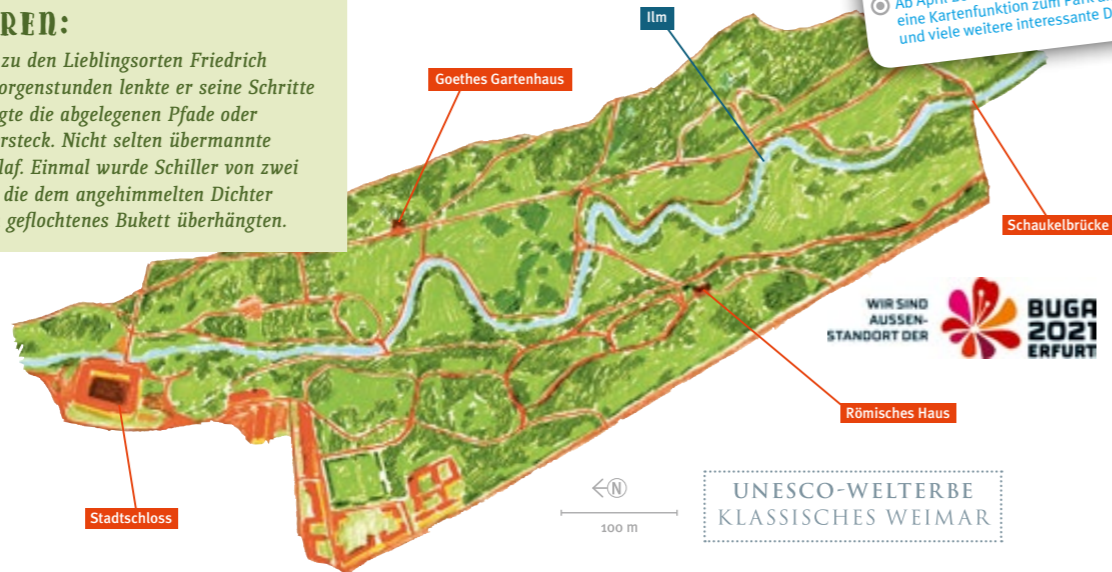 REN:
zu den Lieblingsorten Friedrich
orgenstunden lenkte er seine Schritte
gte die abgelegenen Pfade oder
rsteck. Nicht selten übermannte
laf. Einmal wurde Schiller von zwei
die dem angehimmelten Dichter
geflochtenes Bukett überhängten.
Ab April
eine Kartenfunktion zum Park
und viele weitere interessante D
Ilm
Goethes Gartenhaus
Schaukelbrücke
WIR SIND
AUSSEN-
STANDORT DER
BUGA
2021
ERFURT
Römisches Haus
Stadtschloss
N
100 m
UNESCO-WELTERBE
KLASSISCHES WEIMAR